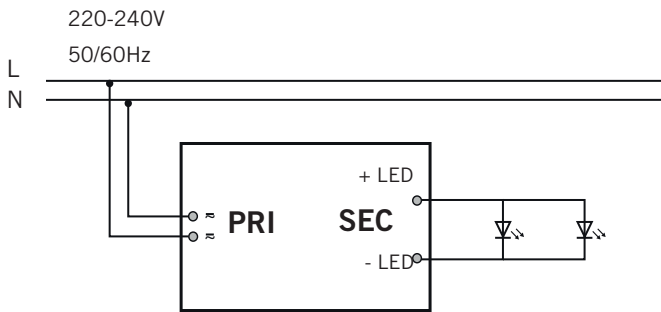 220-240V
50/60Hz
L
N
+ LED
PRI
SEC
- LED